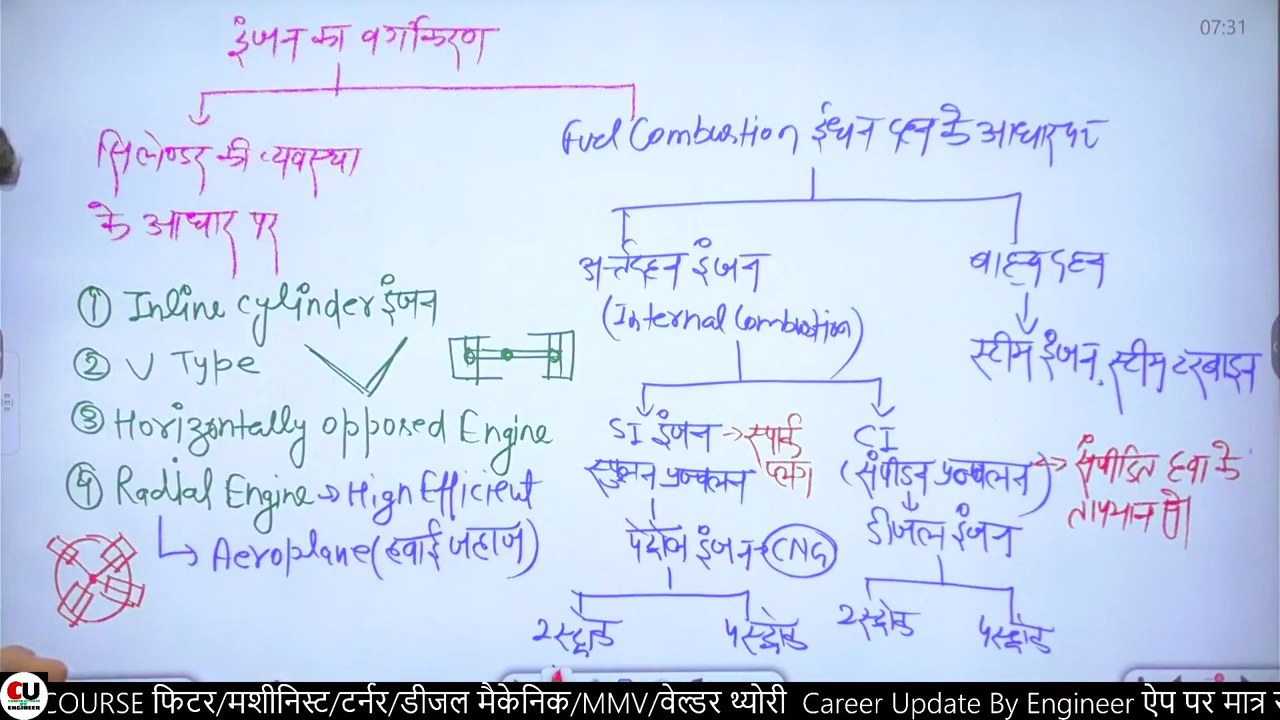 07:31
इंजन का वर्गीकरण
सिलेण्डर की व्यवस्था
के आधार पर
① Inline cylinder इंजन
② V Type
③ Horizontally opposed Engine
④ Radial Engine → High Efficient
↳ Aeroplane (हवाई जहाज)
Fuel Combustion ईंधन दहन के आधार पर
अन्तर्दहन इंजन
(Internal Combustion)
बाह्य दहन
स्टीम इंजन, स्टीम टरबाइन
SI इंजन → स्पार्क
प्लग
स्फुलन प्रज्वलन
पेट्रोल इंजन → CNG
2 स्ट्रोक
4 स्ट्रोक
CI
(संपीडन प्रज्वलन) → संपीडित हवा के
तापमान से
डीजल इंजन
2 स्ट्रोक
4 स्ट्रोक
CU
ENGINEER
COURSE फिटर/मशीनिस्ट/टर्नर/डीजल मैकेनिक/MMV/वेल्डर थ्योरी Career Update By Engineer ऐप पर मात्र